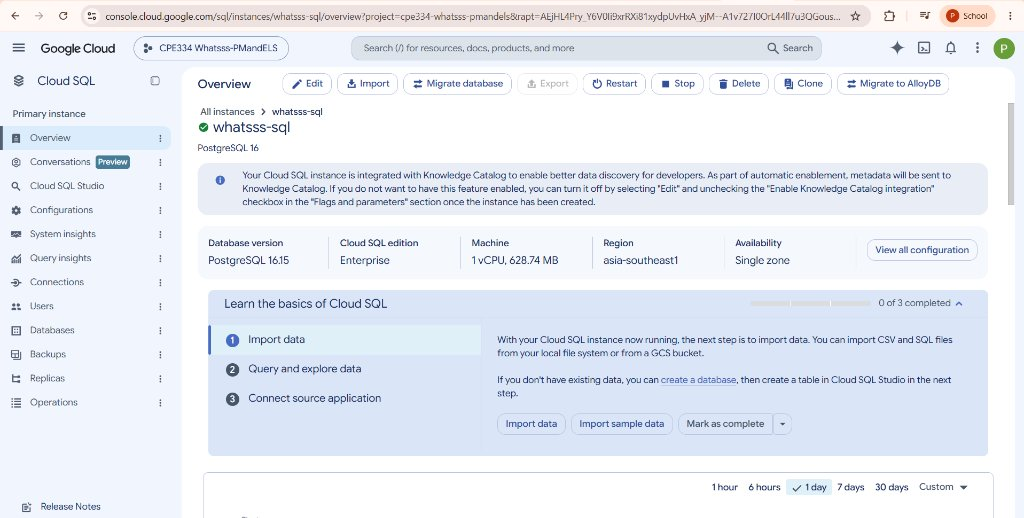 console.cloud.google.com/sql/instances/whatsss-sql/overview?project=cpe334-whatsss-pmandels&rapt=
School
Google Cloud
CPE334 Whatsss-PMandELS
Search (/) for resources, docs, products, and more
Search
P
Cloud SQL
Overview
Edit
Import
Migrate database
Export
Restart
Stop
Delete
Clone
Migrate to AlloyDB
Primary instance
Overview
Conversations Preview
Cloud SQL Studio
Configurations
System insights
Query insights
Connections
Users
Databases
Backups
Replicas
Operations
Release Notes
All instances > whatsss-sql
whatsss-sql
PostgreSQL 16
Your Cloud SQL instance is integrated with Knowledge Catalog to enable better data discovery for developers. As part of automatic enablement, metadata will be sent to
Knowledge Catalog. If you do not want to have this feature enabled, you can turn it off by selecting "Edit" and unchecking the "Enable Knowledge Catalog integration"
checkbox in the "Flags and parameters" section once the instance has been created.
Database version
PostgreSQL 16.15
Cloud SQL edition
Enterprise
Machine
1 vCPU, 628.74 MB
Region
asia-southeast1
Availability
Single zone
View all configuration
Learn the basics of Cloud SQL
0 of 3 completed
1 Import data
2 Query and explore data
3 Connect source application
With your Cloud SQL instance now running, the next step is to import data. You can import CSV and SQL files
from your local file system or from a GCS bucket.
If you don't have existing data, you can create a database, then create a table in Cloud SQL Studio in the next
step.
Import data
Import sample data
Mark as complete
1 hour
6 hours
1 day
7 days
30 days
Custom